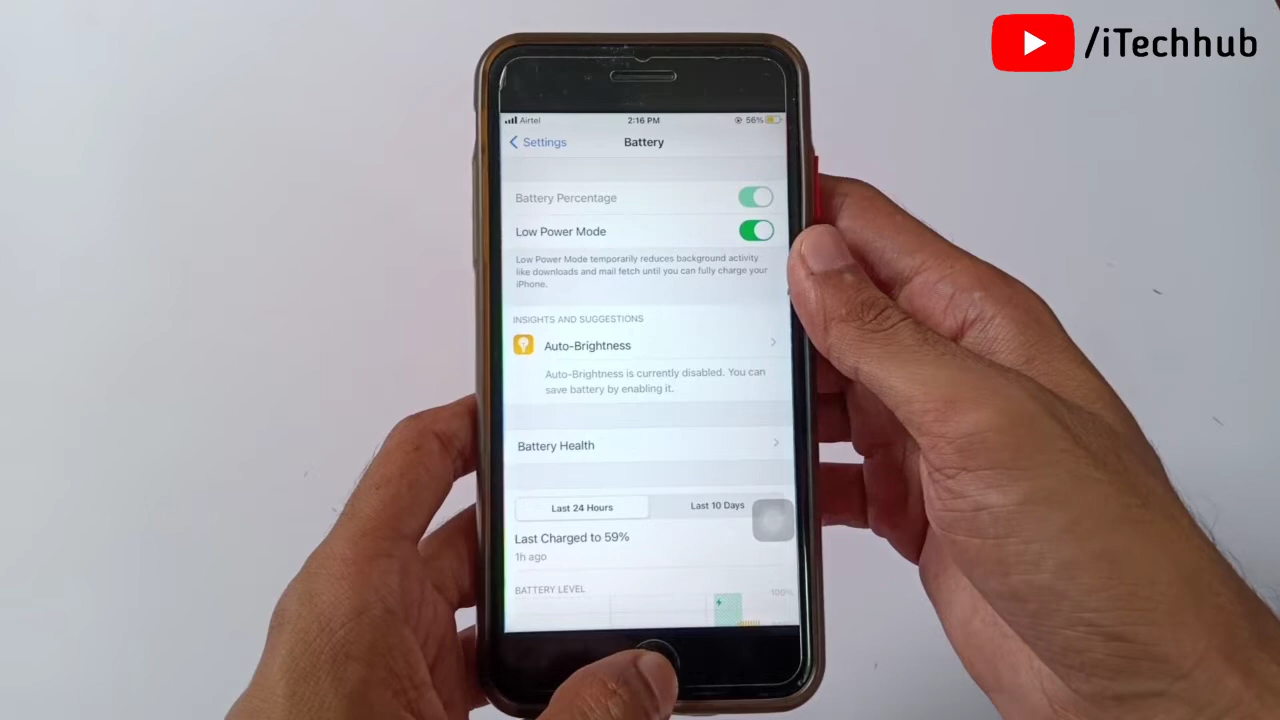 /iTechhub
Airtel
2:16 PM
56%
Settings
Battery
Battery Percentage
Low Power Mode
Low Power Mode temporarily reduces background activity
like downloads and mail fetch until you can fully charge your
iPhone.
INSIGHTS AND SUGGESTIONS
Auto-Brightness
Auto-Brightness is currently disabled. You can
save battery by enabling it.
Battery Health
Last 24 Hours
Last 10 Days
Last Charged to 59%
1h ago
BATTERY LEVEL
100%